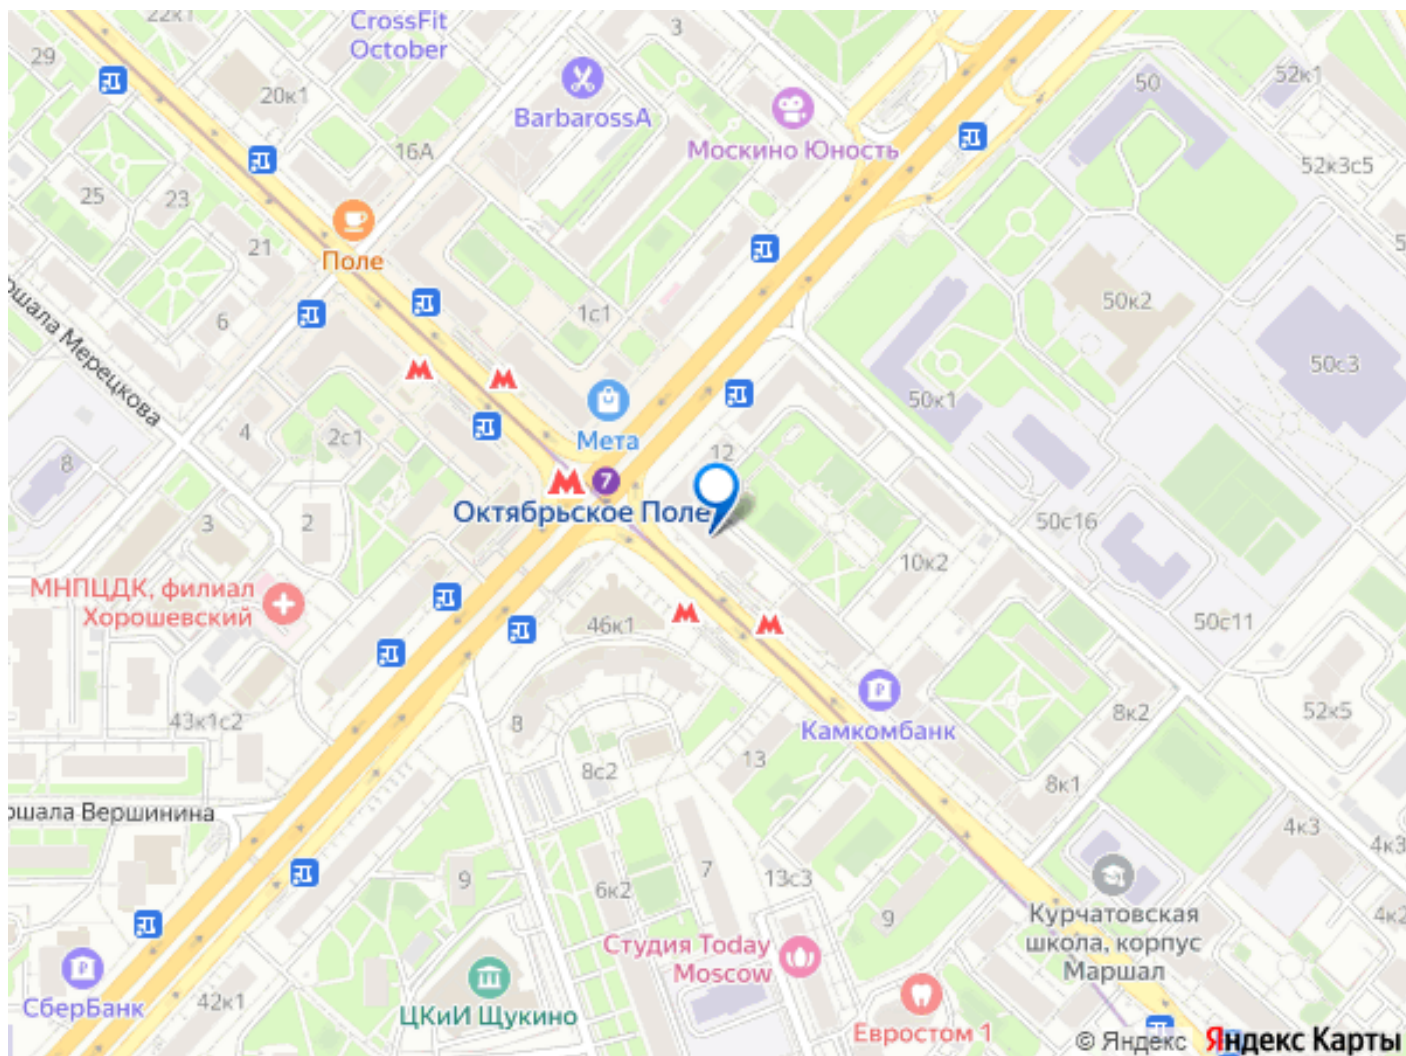 22к1
CrossFit
October
3
29
20к1
BarbarossA
50
52к1
16А
Москино Юность
52к3с5
25
23
21
Поле
5
6
1с1
50к2
ршала Мерецкова
50с3
50к1
4
2с1
Мета
12
8
7
Октябрьское Поле
3
2
50с16
10к2
МНПЦДК, филиал
Хорошевский
46к1
50с11
43к1с2
8
Камкомбанк
8к2
52к5
8с2
13
8к1
ршала Вершинина
4к3
4к3
9
6к2
7
13с3
9
4к2
Курчатовская
школа, корпус
Маршал
Студия Today
Moscow
СберБанк
42к1
ЦКиИ Щукино
Евростом 1
© Яндекс Яндекс Карты